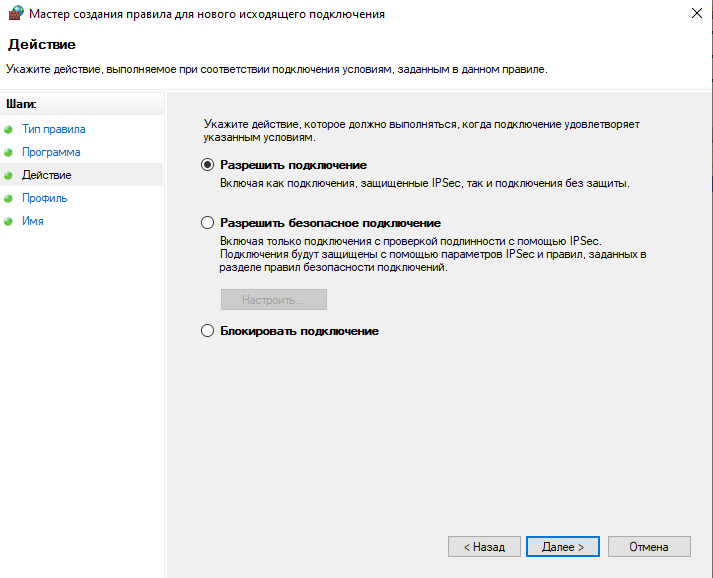 Мастер создания правила для нового исходящего подключения
Действие
Укажите действие, выполняемое при соответствии подключения условиям, заданным в данном правиле.
Шаги:
Тип правила
Программа
Действие
Профиль
Имя
Укажите действие, которое должно выполняться, когда подключение удовлетворяет
указанным условиям.
Разрешить подключение
Включая как подключения, защищенные IPSec, так и подключения без защиты.
Разрешить безопасное подключение
Включая только подключения с проверкой подлинности с помощью IPSec.
Подключения будут защищены с помощью параметров IPSec и правил, заданных в
разделе правил безопасности подключений.
Настроить...
Блокировать подключение
< Назад
Далее >
Отмена